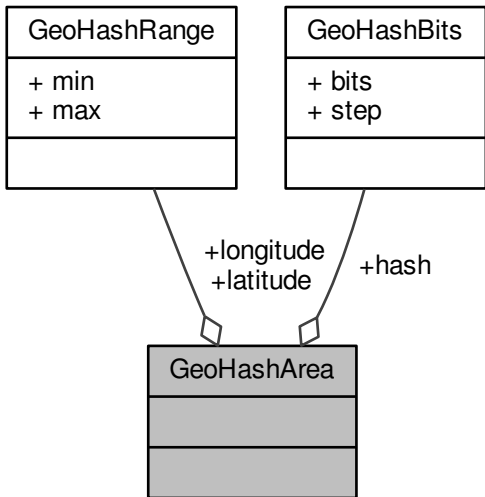 GeoHashRange
+ min
+ max
GeoHashBits
+ bits
+ step
+longitude
+latitude
+hash
GeoHashArea